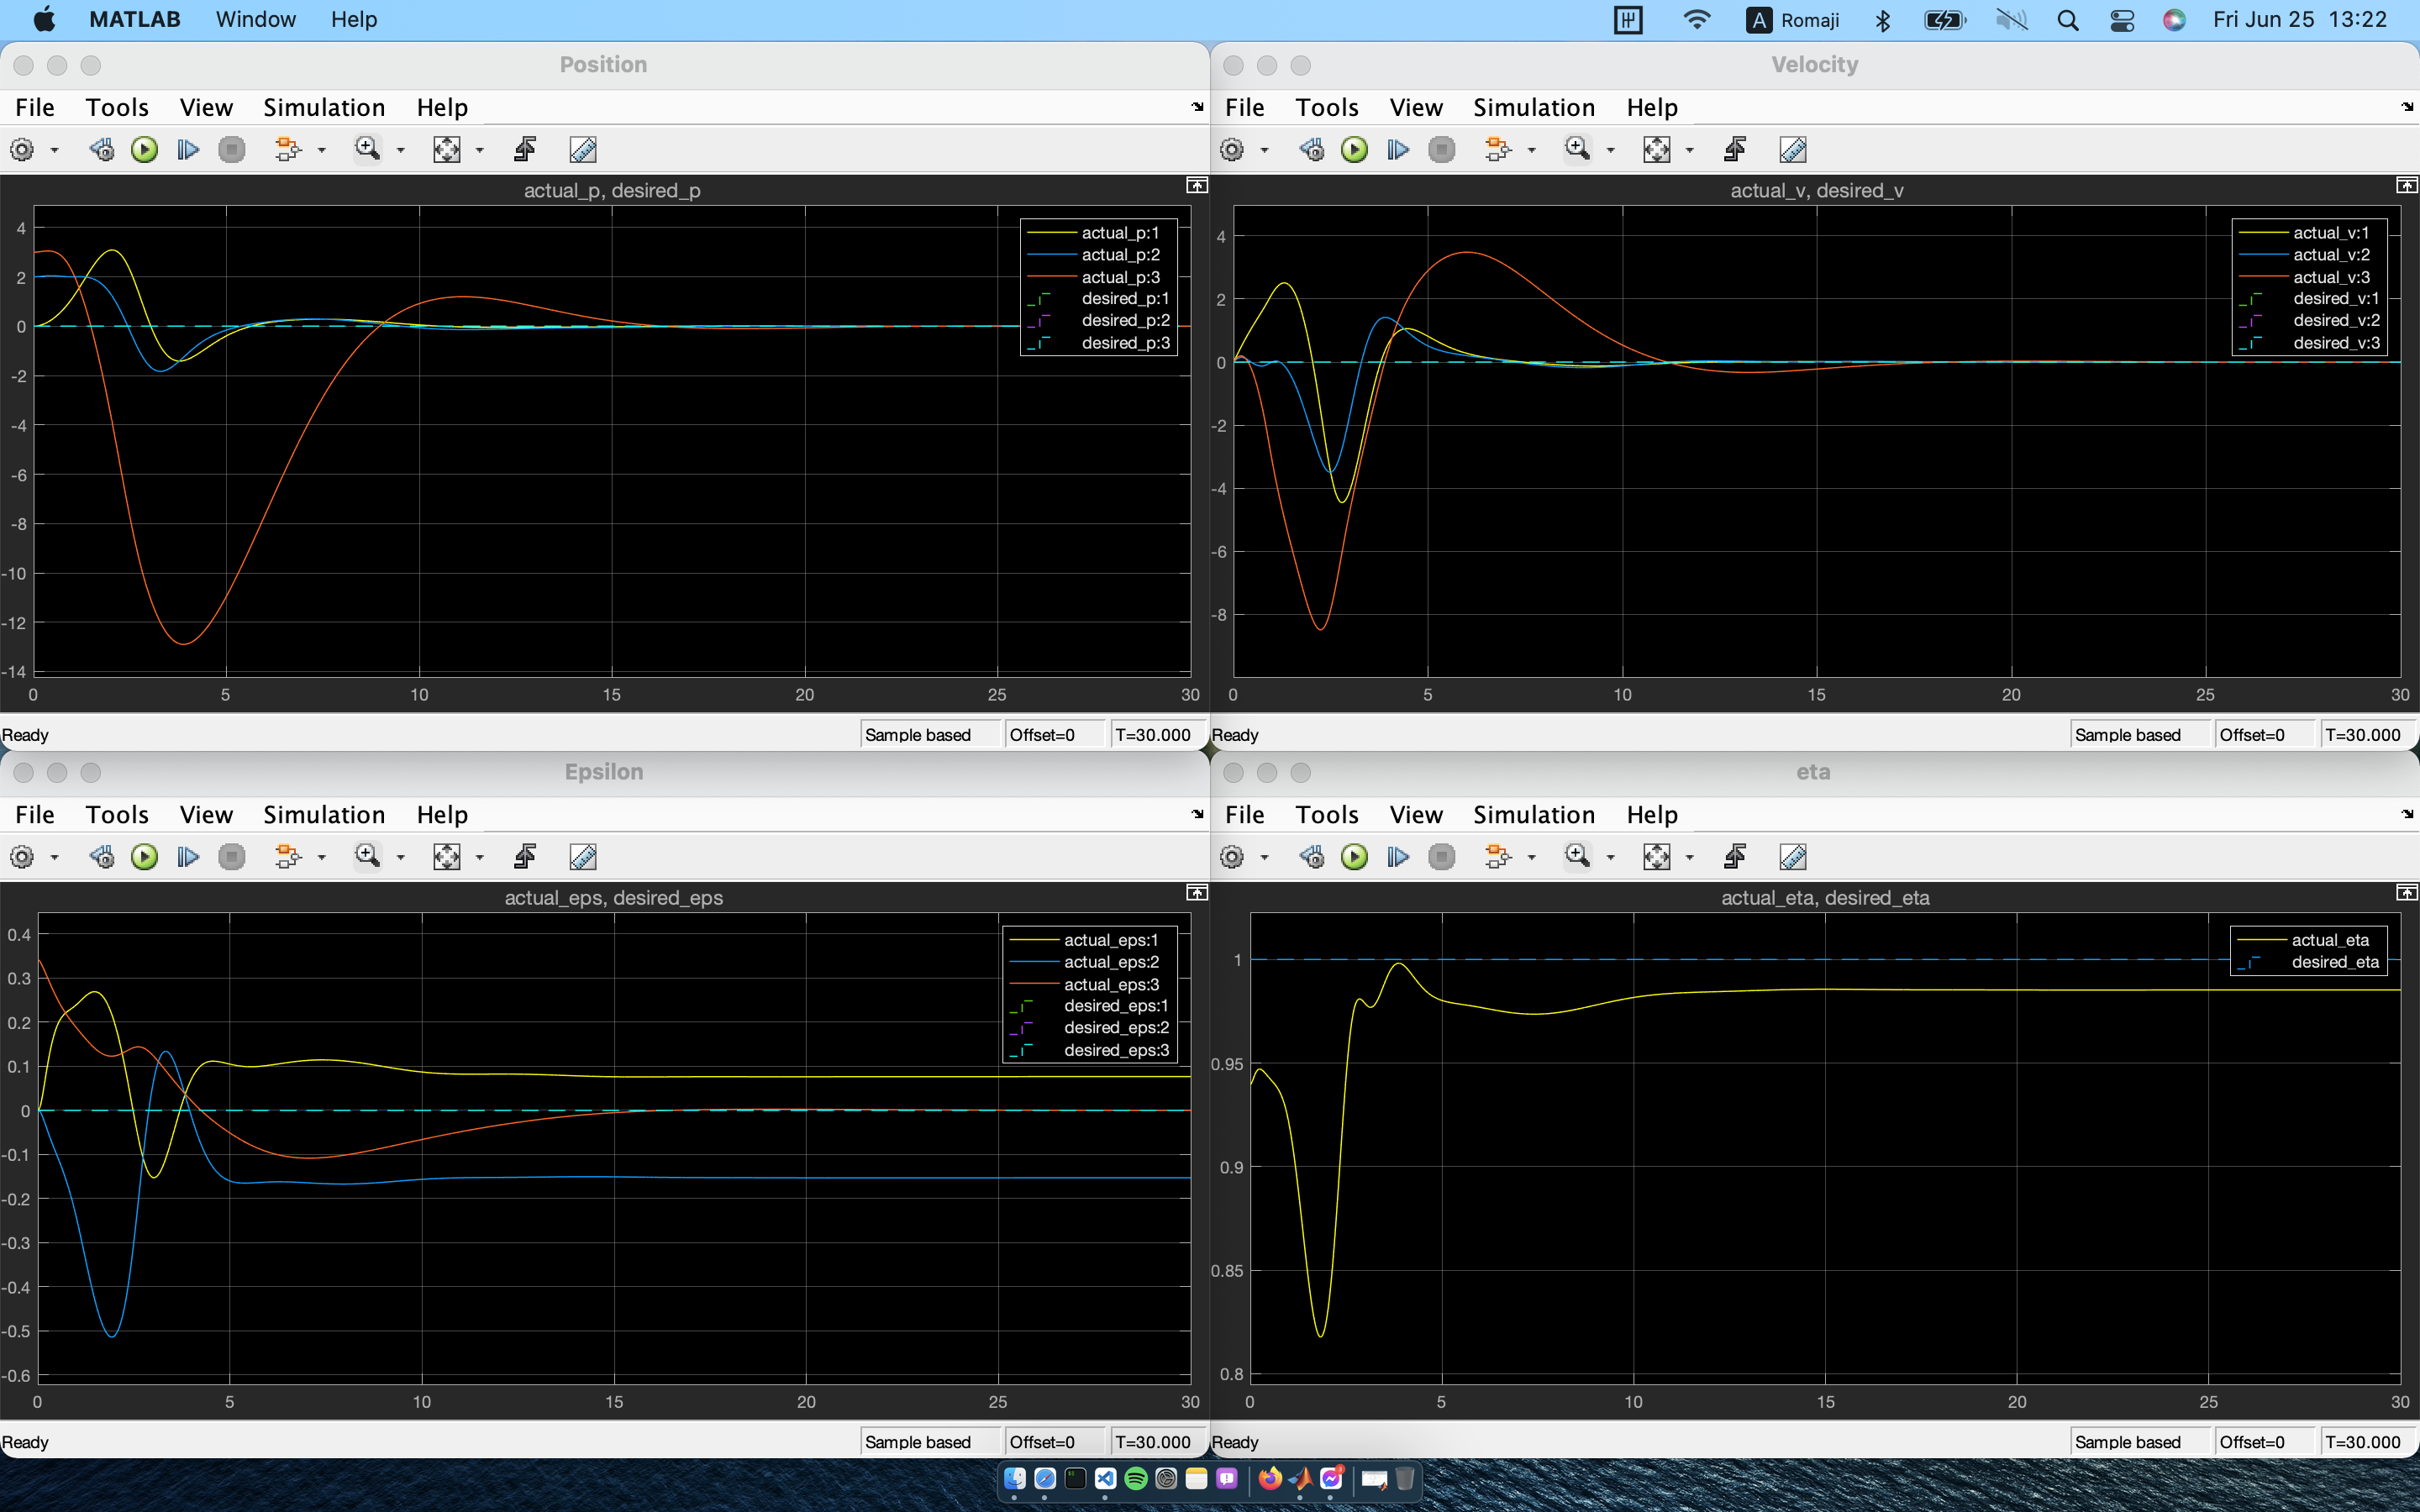 MATLAB Window Help A Romaji Fri Jun 25 13:22
Position
File Tools View Simulation Help
actual_p, desired_p
4
2
0
-2
-4
-6
-8
-10
-12
-14
0 5 10 15 20 25 30
actual_p:1
actual_p:2
actual_p:3
desired_p:1
desired_p:2
desired_p:3
Ready Sample based Offset=0 T=30.000
Velocity
File Tools View Simulation Help
actual_v, desired_v
4
2
0
-2
-4
-6
-8
0 5 10 15 20 25 30
actual_v:1
actual_v:2
actual_v:3
desired_v:1
desired_v:2
desired_v:3
Ready Sample based Offset=0 T=30.000
Epsilon
File Tools View Simulation Help
actual_eps, desired_eps
0.4
0.3
0.2
0.1
0
-0.1
-0.2
-0.3
-0.4
-0.5
-0.6
0 5 10 15 20 25 30
actual_eps:1
actual_eps:2
actual_eps:3
desired_eps:1
desired_eps:2
desired_eps:3
Ready Sample based Offset=0 T=30.000
eta
File Tools View Simulation Help
actual_eta, desired_eta
1
0.95
0.9
0.85
0.8
0 5 10 15 20 25 30
actual_eta
desired_eta
Ready Sample based Offset=0 T=30.000